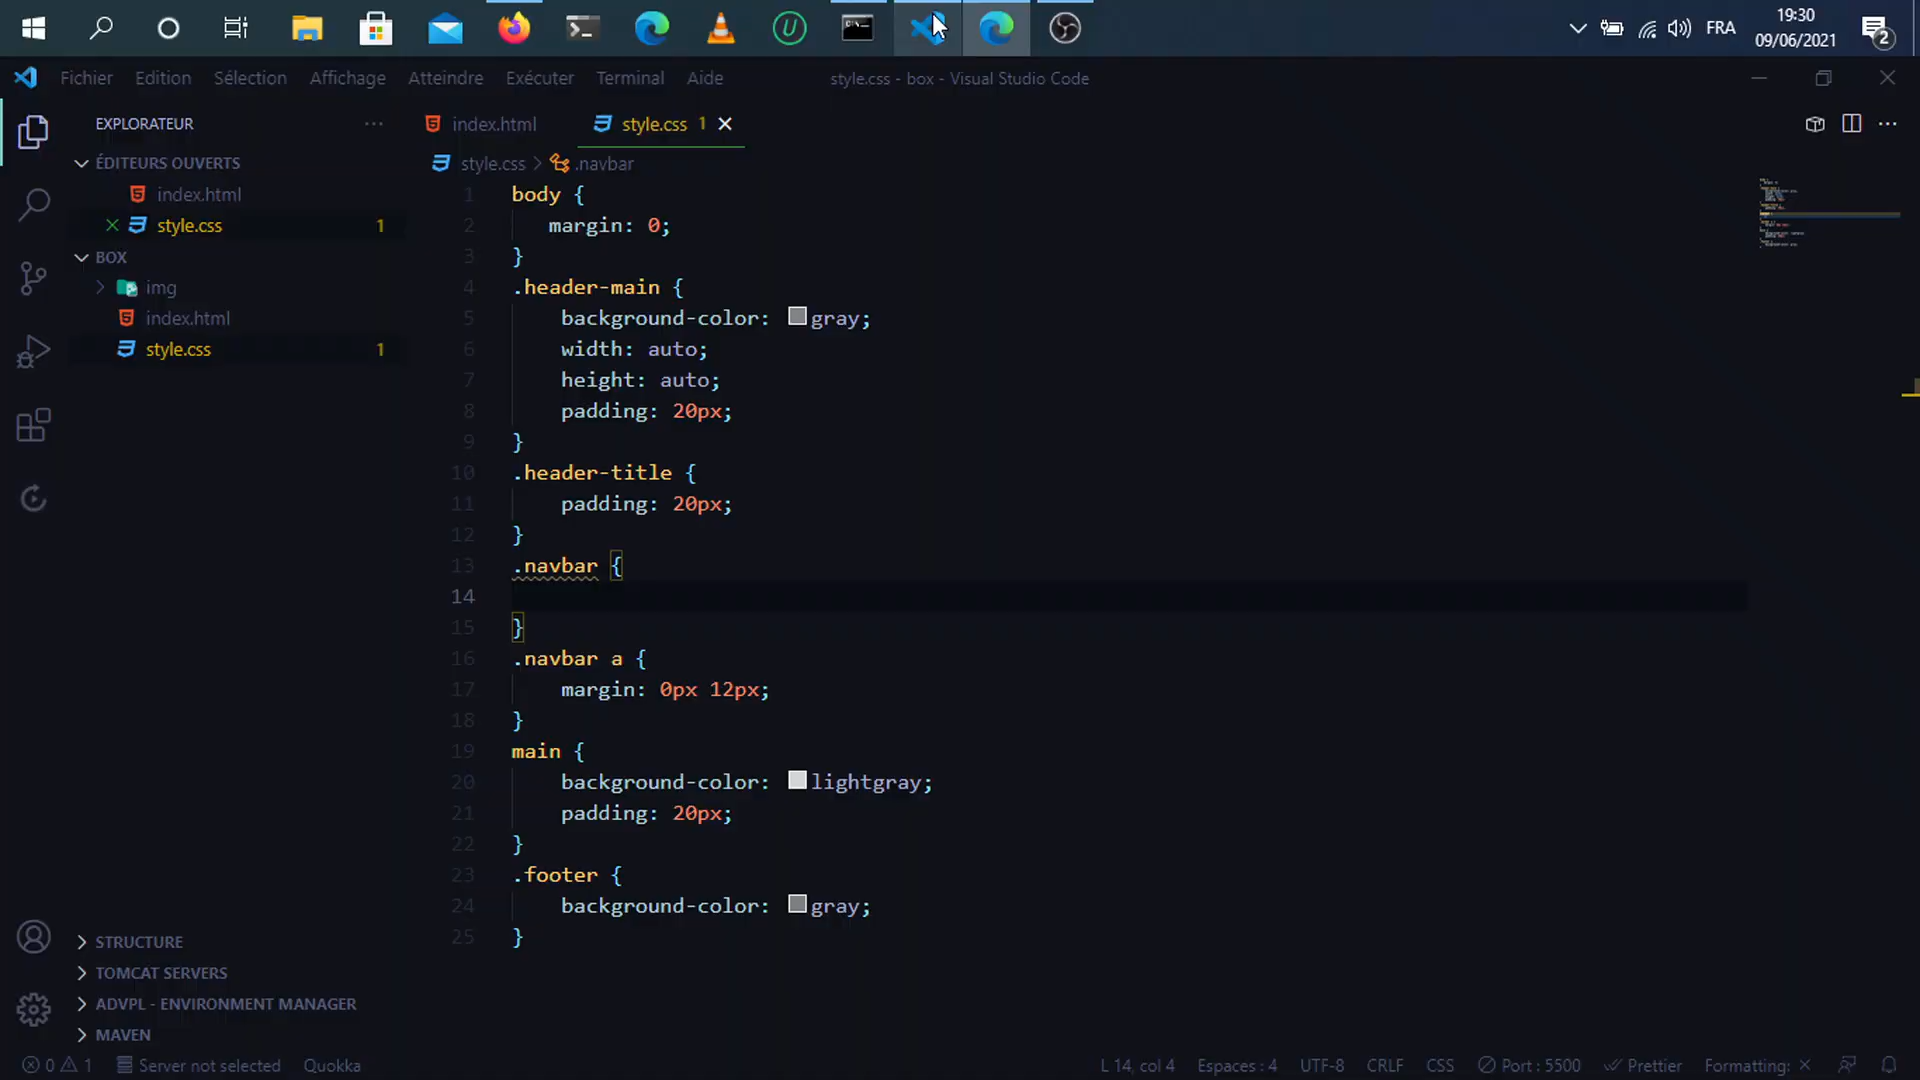 FRA
19:30
09/06/2021
2
Fichier Edition Sélection Affichage Atteindre Exécuter Terminal Aide
style.css - box - Visual Studio Code
EXPLORATEUR
ÉDITEURS OUVERTS
index.html
style.css 1
BOX
img
index.html
style.css 1
STRUCTURE
TOMCAT SERVERS
ADVPL - ENVIRONMENT MANAGER
MAVEN
index.html
style.css 1
style.css > .navbar
1 body {
2 margin: 0;
3 }
4 .header-main {
5 background-color: gray;
6 width: auto;
7 height: auto;
8 padding: 20px;
9 }
10 .header-title {
11 padding: 20px;
12 }
13 .navbar {
14
15 }
16 .navbar a {
17 margin: 0px 12px;
18 }
19 main {
20 background-color: lightgray;
21 padding: 20px;
22 }
23 .footer {
24 background-color: gray;
25 }
0 1 Server not selected Quokka
L 14, col 4 Espaces : 4 UTF-8 CRLF CSS Port : 5500 Prettier Formatting: ×